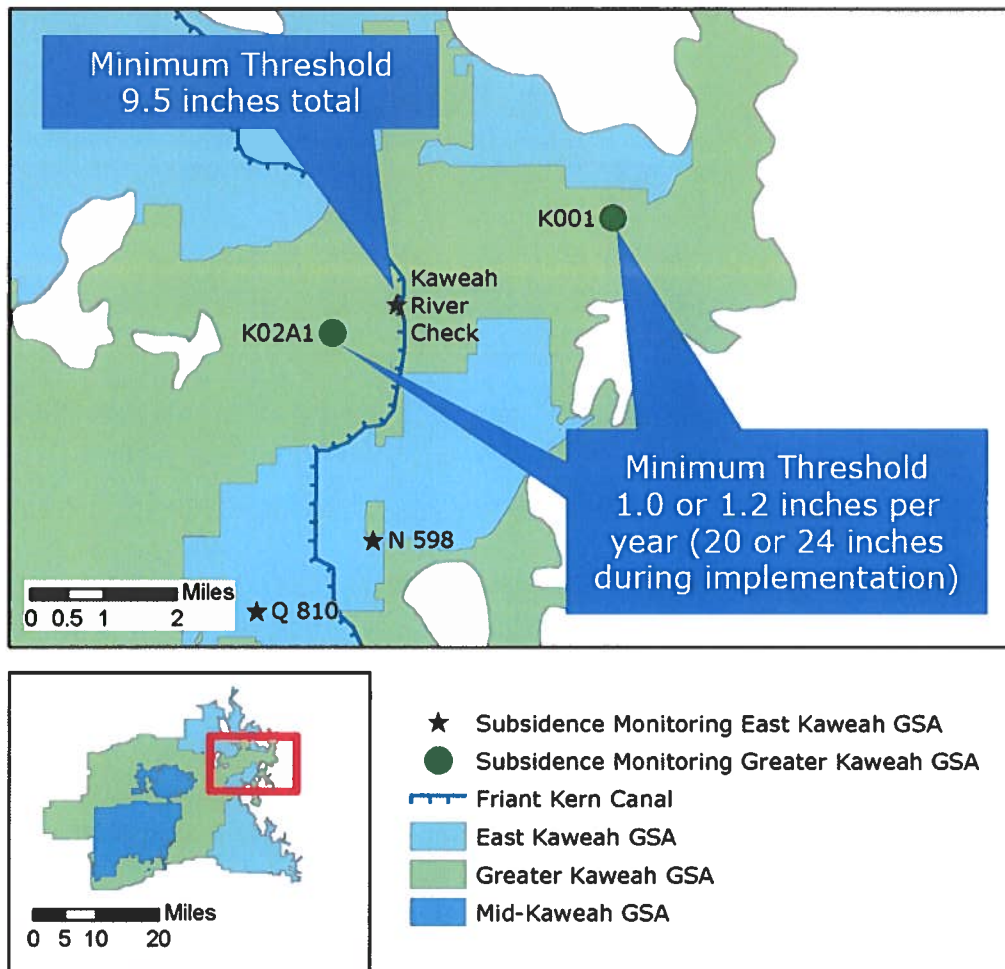 Minimum Threshold
9.5 inches total
K001
Kaweah
River
Check
K02A1
Minimum Threshold
1.0 or 1.2 inches per
year (20 or 24 inches
during implementation)
N 598
Q 810
Miles
0 0.5 1 2
Miles
0 5 10 20
Subsidence Monitoring East Kaweah GSA
Subsidence Monitoring Greater Kaweah GSA
Friant Kern Canal
East Kaweah GSA
Greater Kaweah GSA
Mid-Kaweah GSA